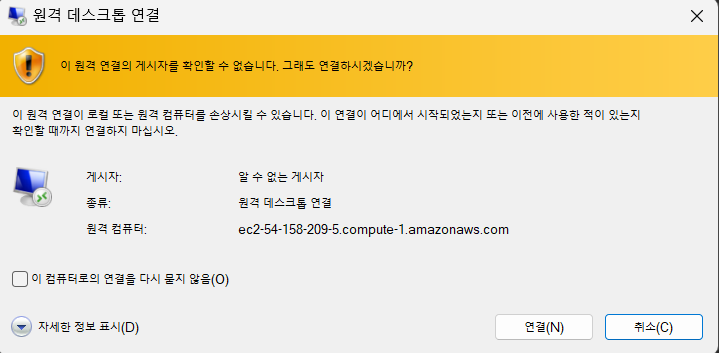 원격 데스크톱 연결
이 원격 연결의 게시자를 확인할 수 없습니다. 그래도 연결하시겠습니까?
이 원격 연결이 로컬 또는 원격 컴퓨터를 손상시킬 수 있습니다. 이 연결이 어디에서 시작되었는지 또는 이전에 사용한 적이 있는지
확인할 때까지 연결하지 마십시오.
게시자: 알 수 없는 게시자
종류: 원격 데스크톱 연결
원격 컴퓨터: ec2-54-158-209-5.compute-1.amazonaws.com
이 컴퓨터로의 연결을 다시 묻지 않음(O)
자세한 정보 표시(D) 연결(N) 취소(C)